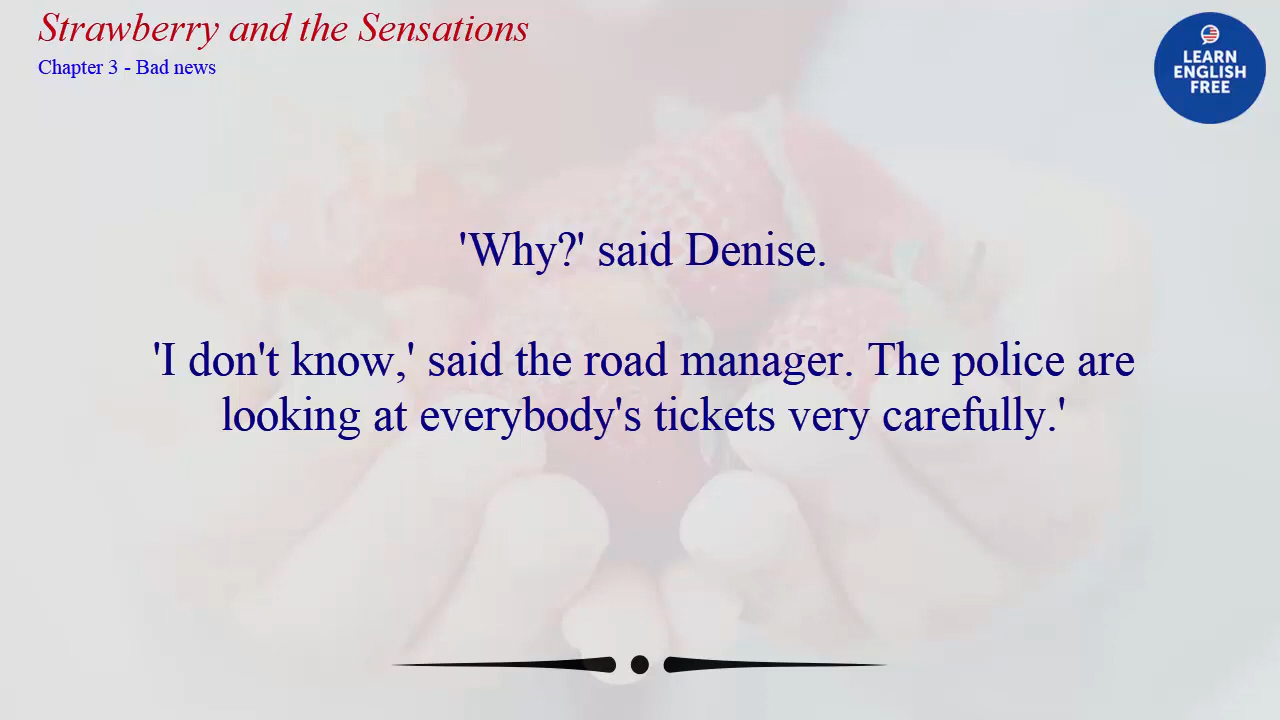 Strawberry and the Sensations
Chapter 3 - Bad news
LEARN
ENGLISH
FREE
'Why?' said Denise.
'I don't know,' said the road manager. The police are
looking at everybody's tickets very carefully.'